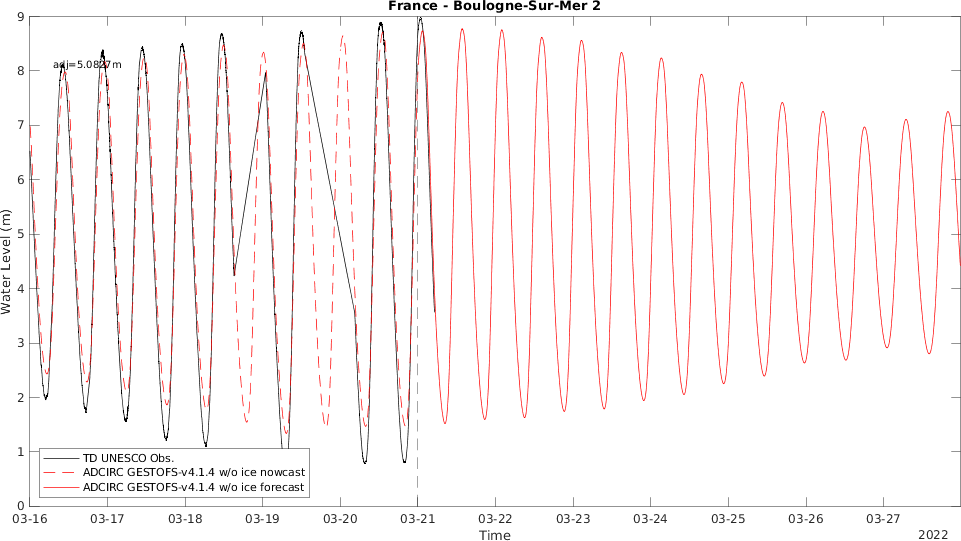 France - Boulogne-Sur-Mer 2
9
8
7
6
5
4
3
2
1
0
Water Level (m)
adj=5.0827m
TD UNESCO Obs.
ADCIRC GESTOFS-v4.1.4 w/o ice nowcast
ADCIRC GESTOFS-v4.1.4 w/o ice forecast
03-16 03-17 03-18 03-19 03-20 03-21 03-22 03-23 03-24 03-25 03-26 03-27
Time
2022